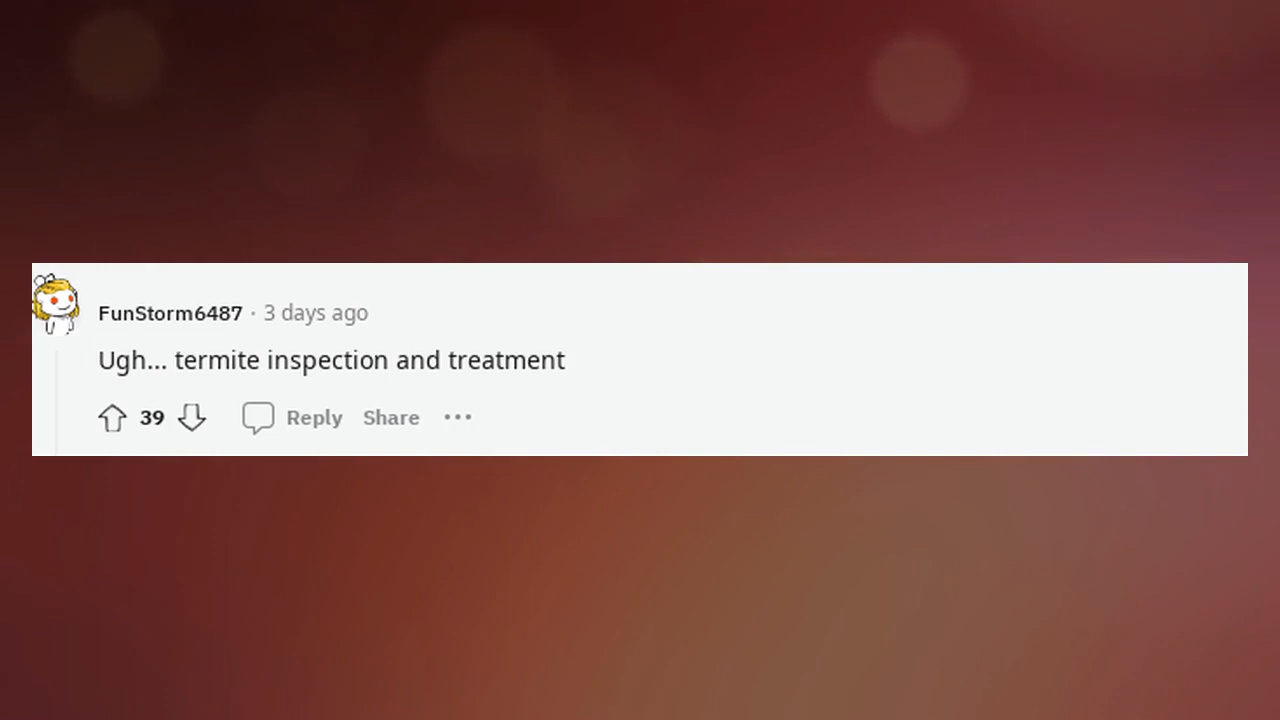 FunStorm6487 · 3 days ago
Ugh... termite inspection and treatment
39 Reply Share ···